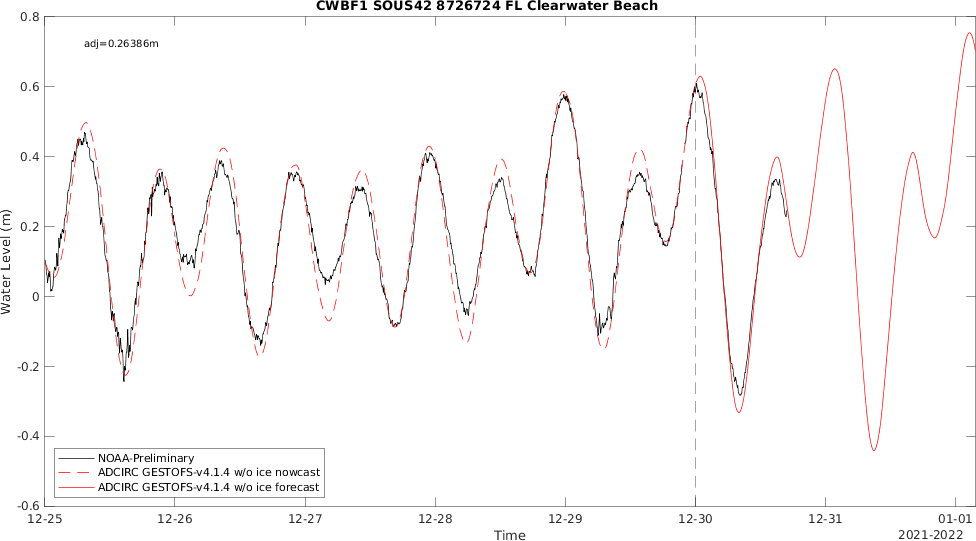 CWBF1 SOUS42 8726724 FL Clearwater Beach
adj=0.26386m
0.8
0.6
0.4
0.2
0
-0.2
-0.4
-0.6
Water Level (m)
NOAA-Preliminary
ADCIRC GESTOFS-v4.1.4 w/o ice nowcast
ADCIRC GESTOFS-v4.1.4 w/o ice forecast
12-25 12-26 12-27 12-28 12-29 12-30 12-31 01-01
Time
2021-2022